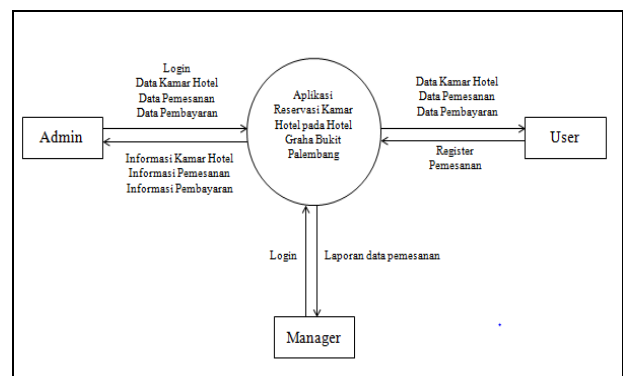 Login
Data Kamar Hotel
Data Pemesanan
Data Pembayaran
Admin
Informasi Kamar Hotel
Informasi Pemesanan
Informasi Pembayaran
Aplikasi
Reservasi Kamar
Hotel pada Hotel
Graha Bukit
Palembang
Data Kamar Hotel
Data Pemesanan
Data Pembayaran
User
Register
Pemesanan
Login
Laporan data pemesanan
Manager